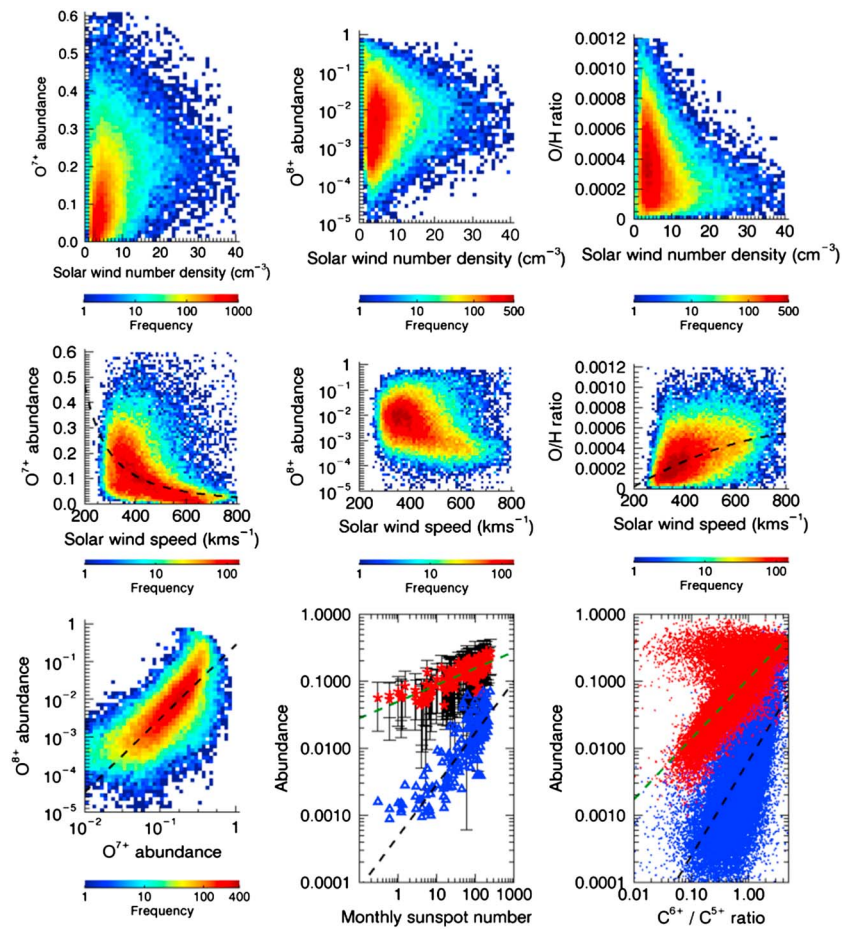 0.6
0.5
0.4
0.3
0.2
0.1
0.0
O⁷⁺ abundance
0 10 20 30 40
Solar wind number density (cm⁻³)
1 10 100 1000
Frequency
1
10⁻¹
10⁻²
10⁻³
10⁻⁴
10⁻⁵
O⁸⁺ abundance
0 10 20 30 40
Solar wind number density (cm⁻³)
1 10 100 500
Frequency
0.0012
0.0010
0.0008
0.0006
0.0004
0.0002
0
O/H ratio
0 10 20 30 40
Solar wind number density (cm⁻³)
1 10 100 500
Frequency
0.6
0.5
0.4
0.3
0.2
0.1
0.0
O⁷⁺ abundance
200 400 600 800
Solar wind speed (kms⁻¹)
1 10 100
Frequency
1
10⁻¹
10⁻²
10⁻³
10⁻⁴
10⁻⁵
O⁸⁺ abundance
200 400 600 800
Solar wind speed (kms⁻¹)
1 10 100
Frequency
0.0012
0.0010
0.0008
0.0006
0.0004
0.0002
0
O/H ratio
200 400 600 800
Solar wind speed (kms⁻¹)
1 10 100
Frequency
1
10⁻¹
10⁻²
10⁻³
10⁻⁴
10⁻⁵
O⁸⁺ abundance
10⁻² 10⁻¹ 1
O⁷⁺ abundance
1 10 100 400
Frequency
1.0000
0.1000
0.0100
0.0010
0.0001
Abundance
1 10 100 1000
Monthly sunspot number
1.0000
0.1000
0.0100
0.0010
0.0001
Abundance
0.01 0.10 1.00
C⁶⁺ / C⁵⁺ ratio